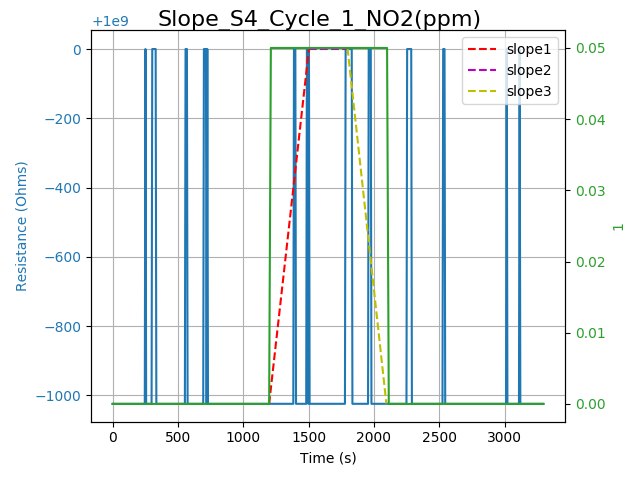 Slope_S4_Cycle_1_NO2(ppm)
+1e9
0
−200
−400
−600
−800
−1000
Resistance (Ohms)
0
500
1000
1500
2000
2500
3000
Time (s)
0.05
0.04
0.03
0.02
0.01
0.00
1
slope1
slope2
slope3